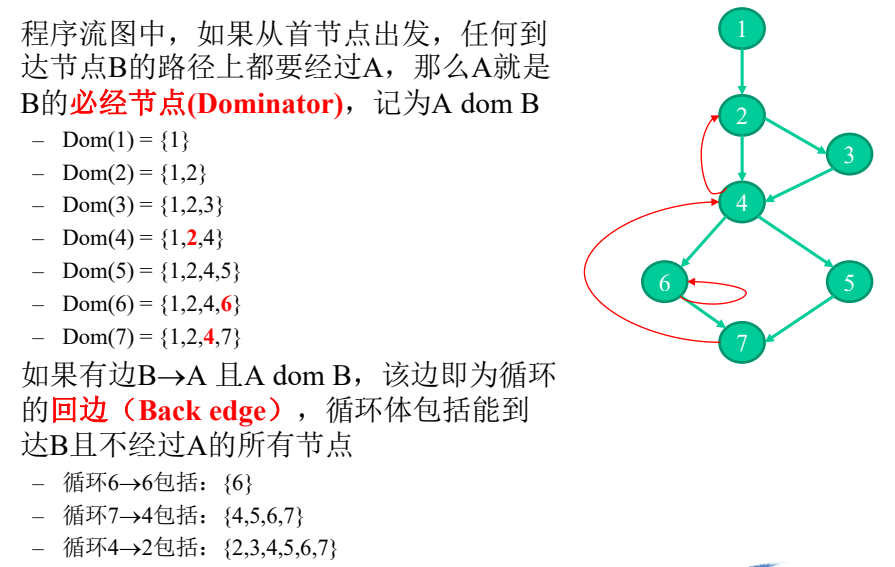 程序流图中，如果从首节点出发，任何到
达节点B的路径上都要经过A，那么A就是
B的必经节点(Dominator)，记为A dom B
– Dom(1) = {1}
– Dom(2) = {1,2}
– Dom(3) = {1,2,3}
– Dom(4) = {1,2,4}
– Dom(5) = {1,2,4,5}
– Dom(6) = {1,2,4,6}
– Dom(7) = {1,2,4,7}
如果有边B→A 且A dom B，该边即为循环
的回边（Back edge），循环体包括能到
达B且不经过A的所有节点
– 循环6→6包括：{6}
– 循环7→4包括：{4,5,6,7}
– 循环4→2包括：{2,3,4,5,6,7}
1
2
3
4
6
5
7